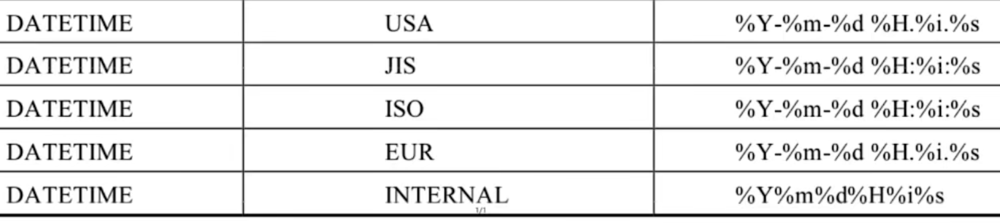 DATETIME USA %Y-%m-%d %H.%i.%s
DATETIME JIS %Y-%m-%d %H:%i:%s
DATETIME ISO %Y-%m-%d %H:%i:%s
DATETIME EUR %Y-%m-%d %H.%i.%s
DATETIME INTERNAL %Y%m%d%H%i%s
1/1